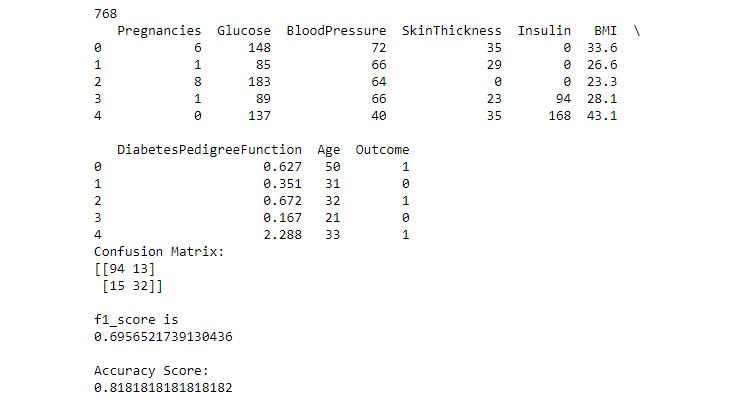 768
Pregnancies Glucose BloodPressure SkinThickness Insulin BMI \
0 6 148 72 35 0 33.6
1 1 85 66 29 0 26.6
2 8 183 64 0 0 23.3
3 1 89 66 23 94 28.1
4 0 137 40 35 168 43.1
DiabetesPedigreeFunction Age Outcome
0 0.627 50 1
1 0.351 31 0
2 0.672 32 1
3 0.167 21 0
4 2.288 33 1
Confusion Matrix:
[[94 13]
[15 32]]
f1_score is
0.6956521739130436
Accuracy Score:
0.8181818181818182